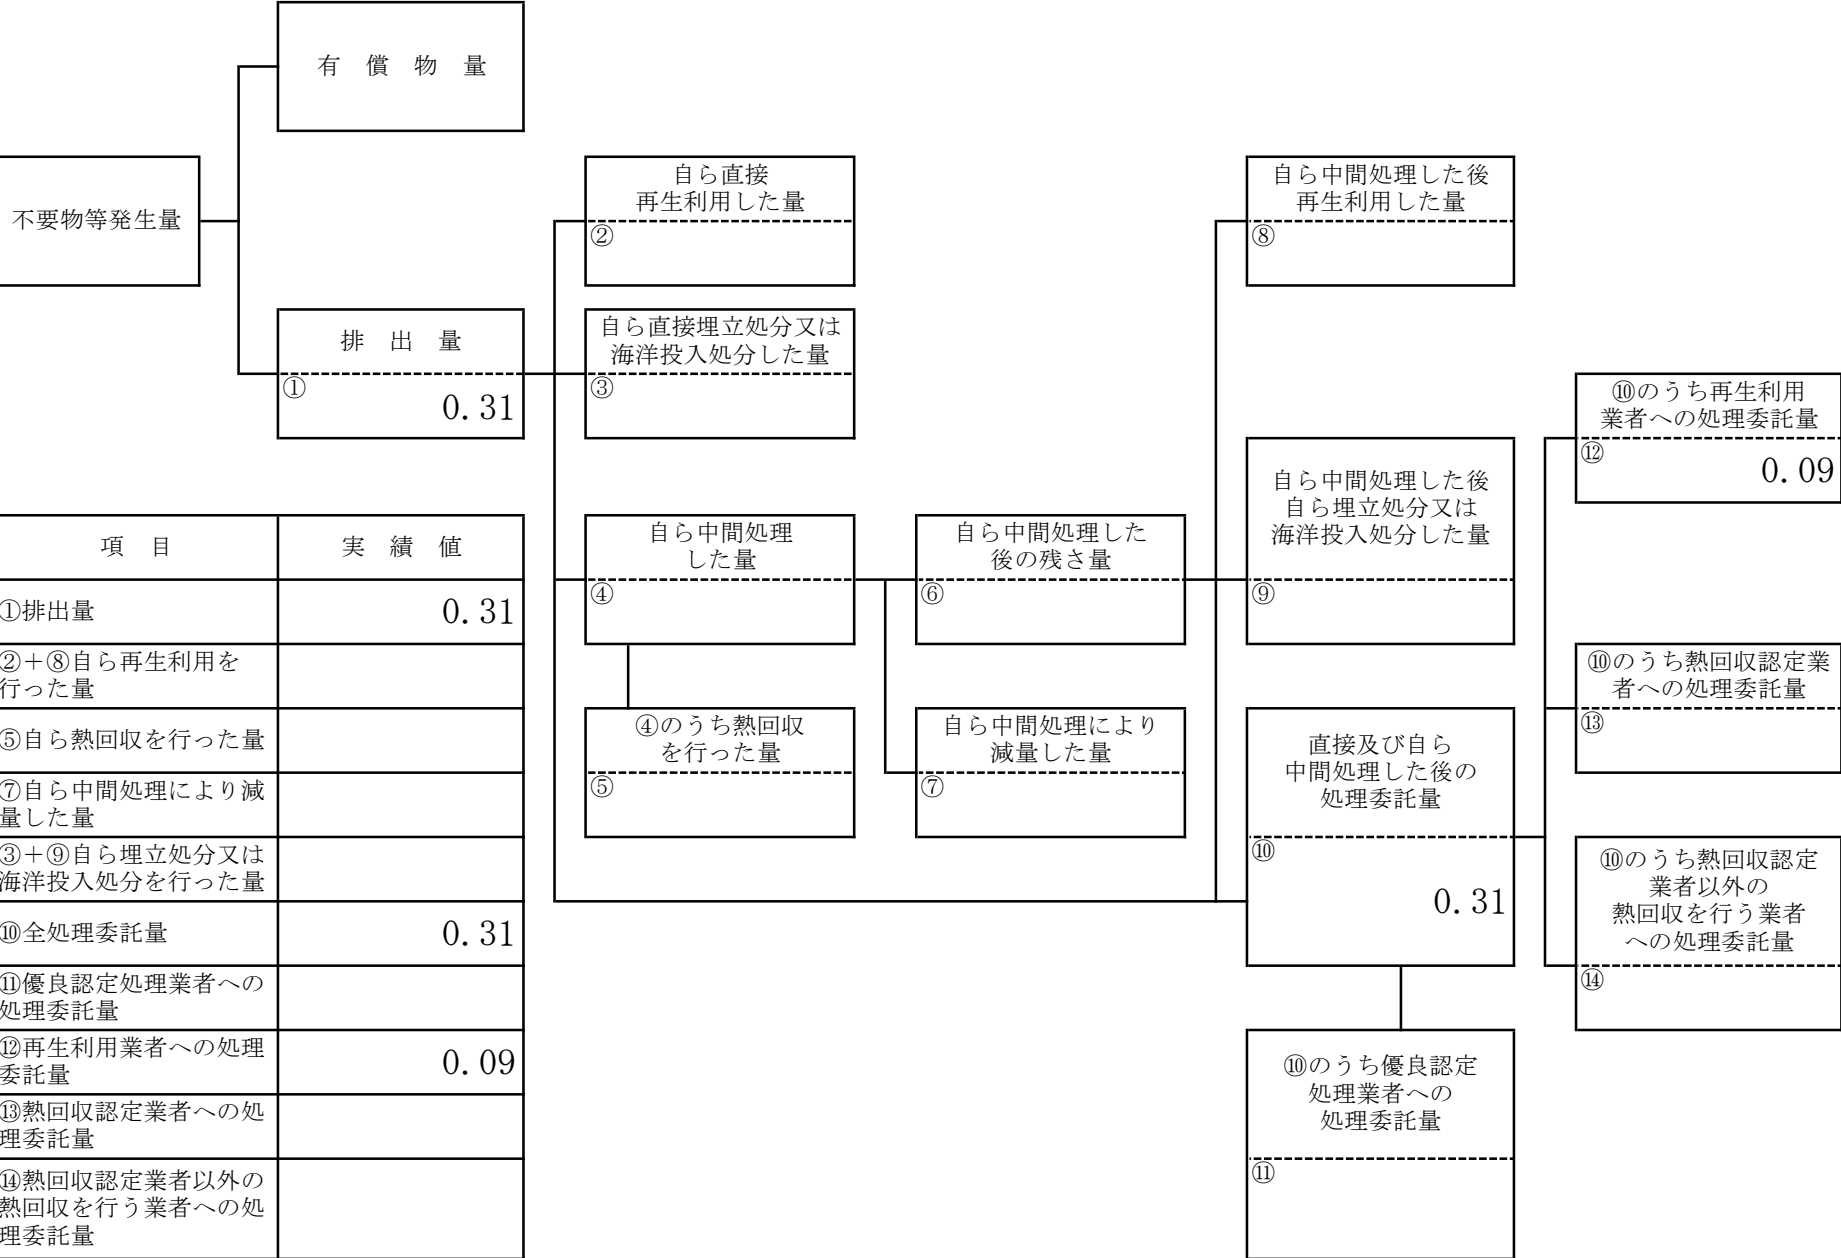 有 償 物 量
不要物等発生量
排 出 量
①
0.31
自ら直接
再生利用した量
②
自ら直接埋立処分又は
海洋投入処分した量
③
自ら中間処理
した量
④
④のうち熱回収
を行った量
⑤
自ら中間処理した
後の残さ量
⑥
自ら中間処理により
減量した量
⑦
自ら中間処理した後
再生利用した量
⑧
自ら中間処理した後
自ら埋立処分又は
海洋投入処分した量
⑨
直接及び自ら
中間処理した後の
処理委託量
⑩
0.31
⑩のうち優良認定
処理業者への
処理委託量
⑪
⑩のうち再生利用
業者への処理委託量
⑫
0.09
⑩のうち熱回収認定業
者への処理委託量
⑬
⑩のうち熱回収認定
業者以外の
熱回収を行う業者
への処理委託量
⑭
項 目 実 績 値
①排出量 0.31
②＋⑧自ら再生利用を
行った量
⑤自ら熱回収を行った量
⑦自ら中間処理により減
量した量
③＋⑨自ら埋立処分又は
海洋投入処分を行った量
⑩全処理委託量 0.31
⑪優良認定処理業者への
処理委託量
⑫再生利用業者への処理
委託量 0.09
⑬熱回収認定業者への処
理委託量
⑭熱回収認定業者以外の
熱回収を行う業者への処
理委託量